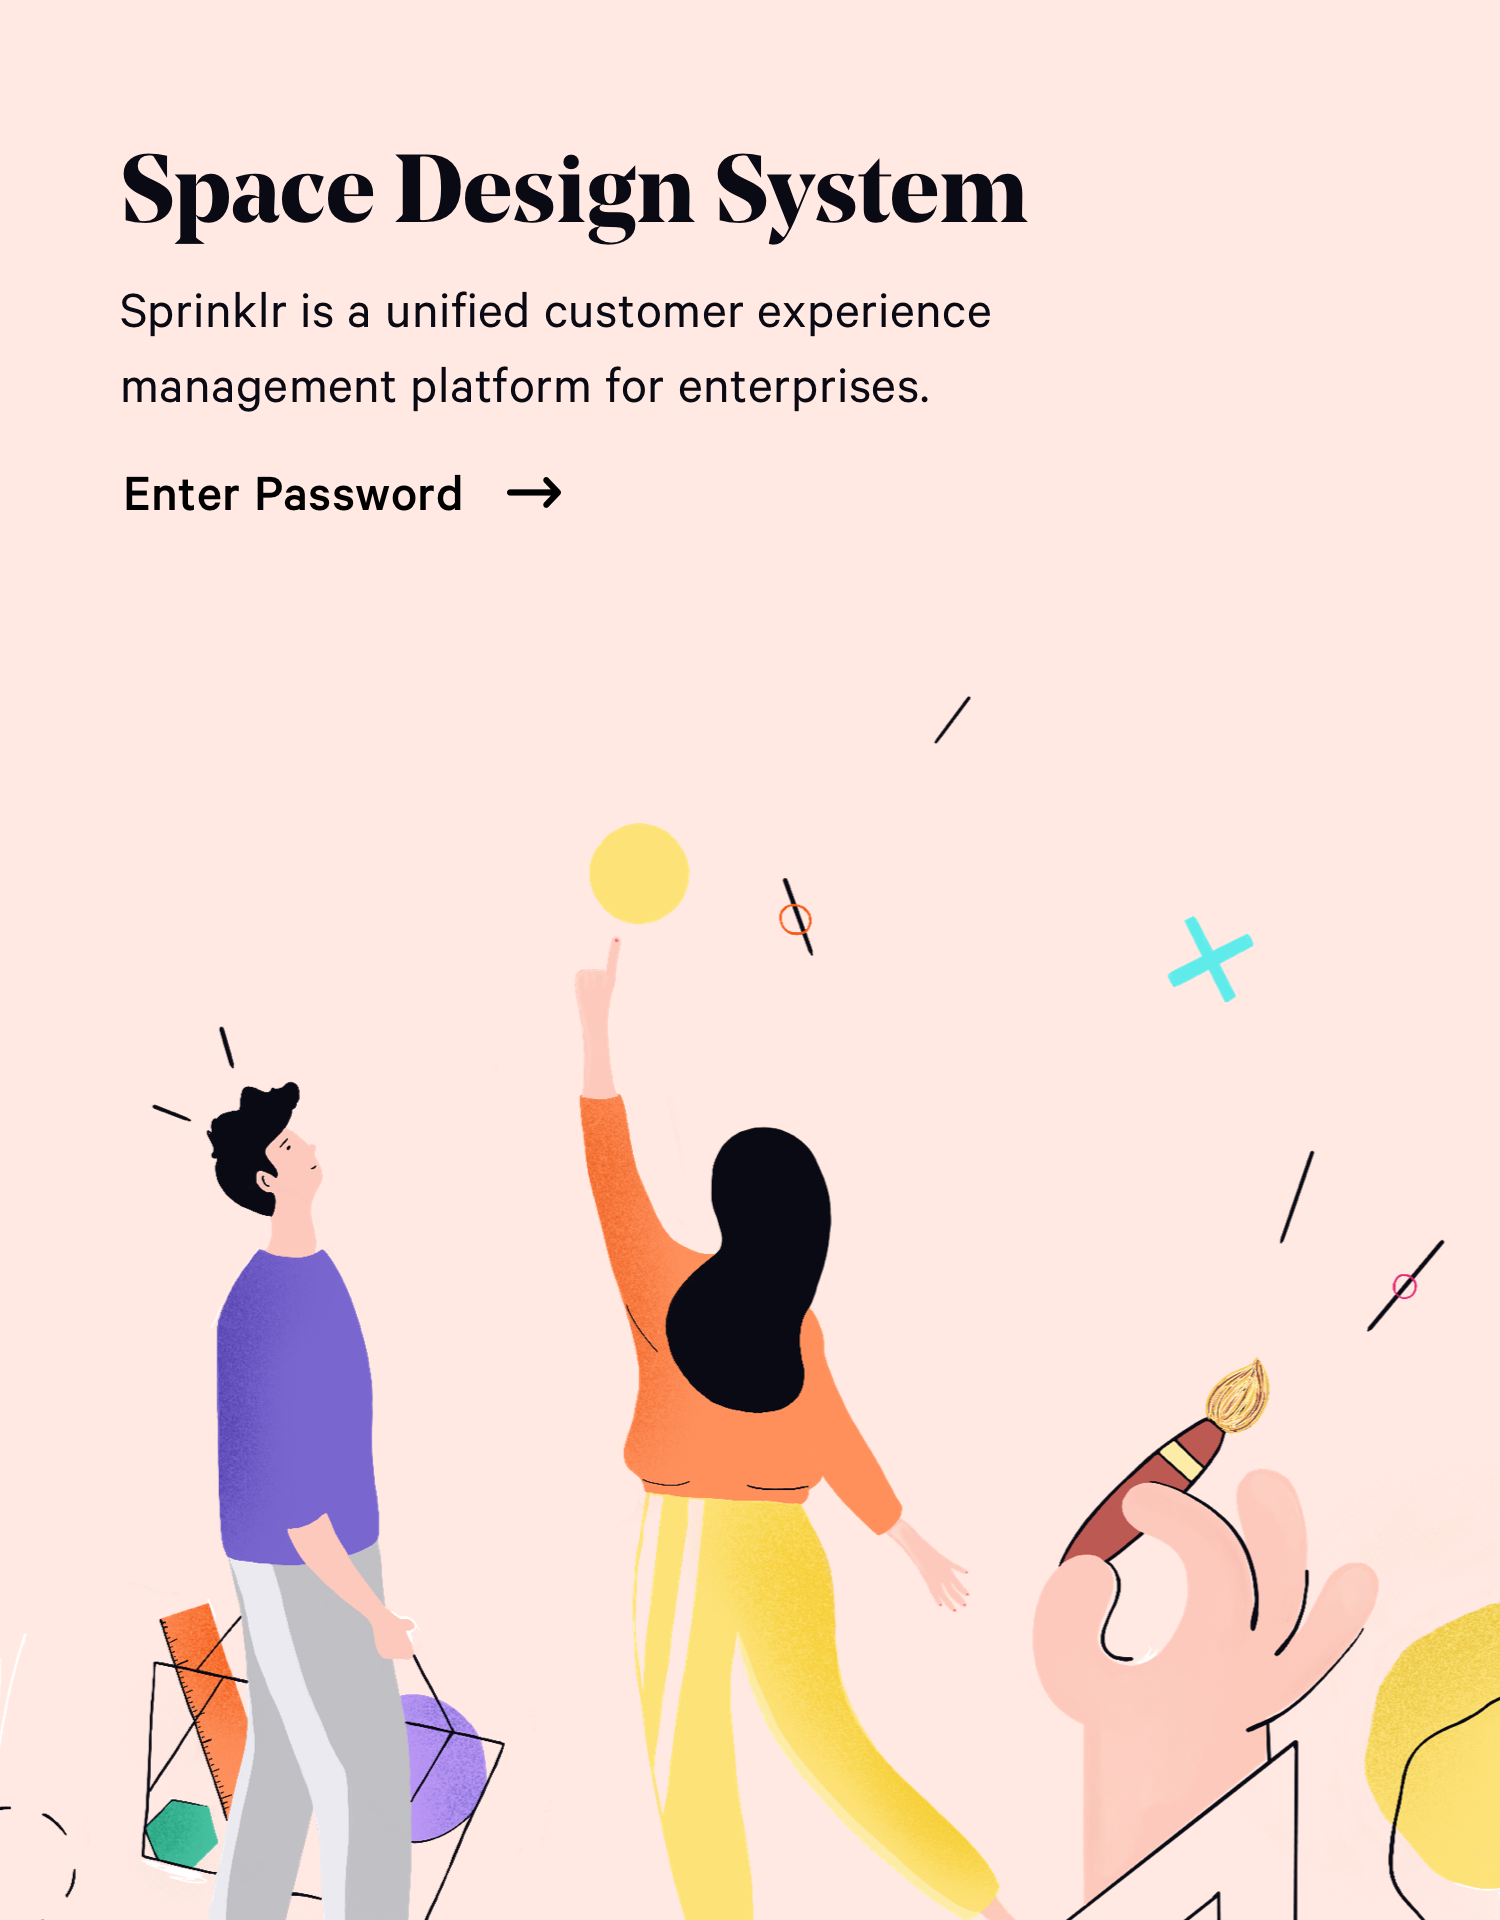 Space Design System
Sprinklr is a unified customer experience
management platform for enterprises.
Enter Password →